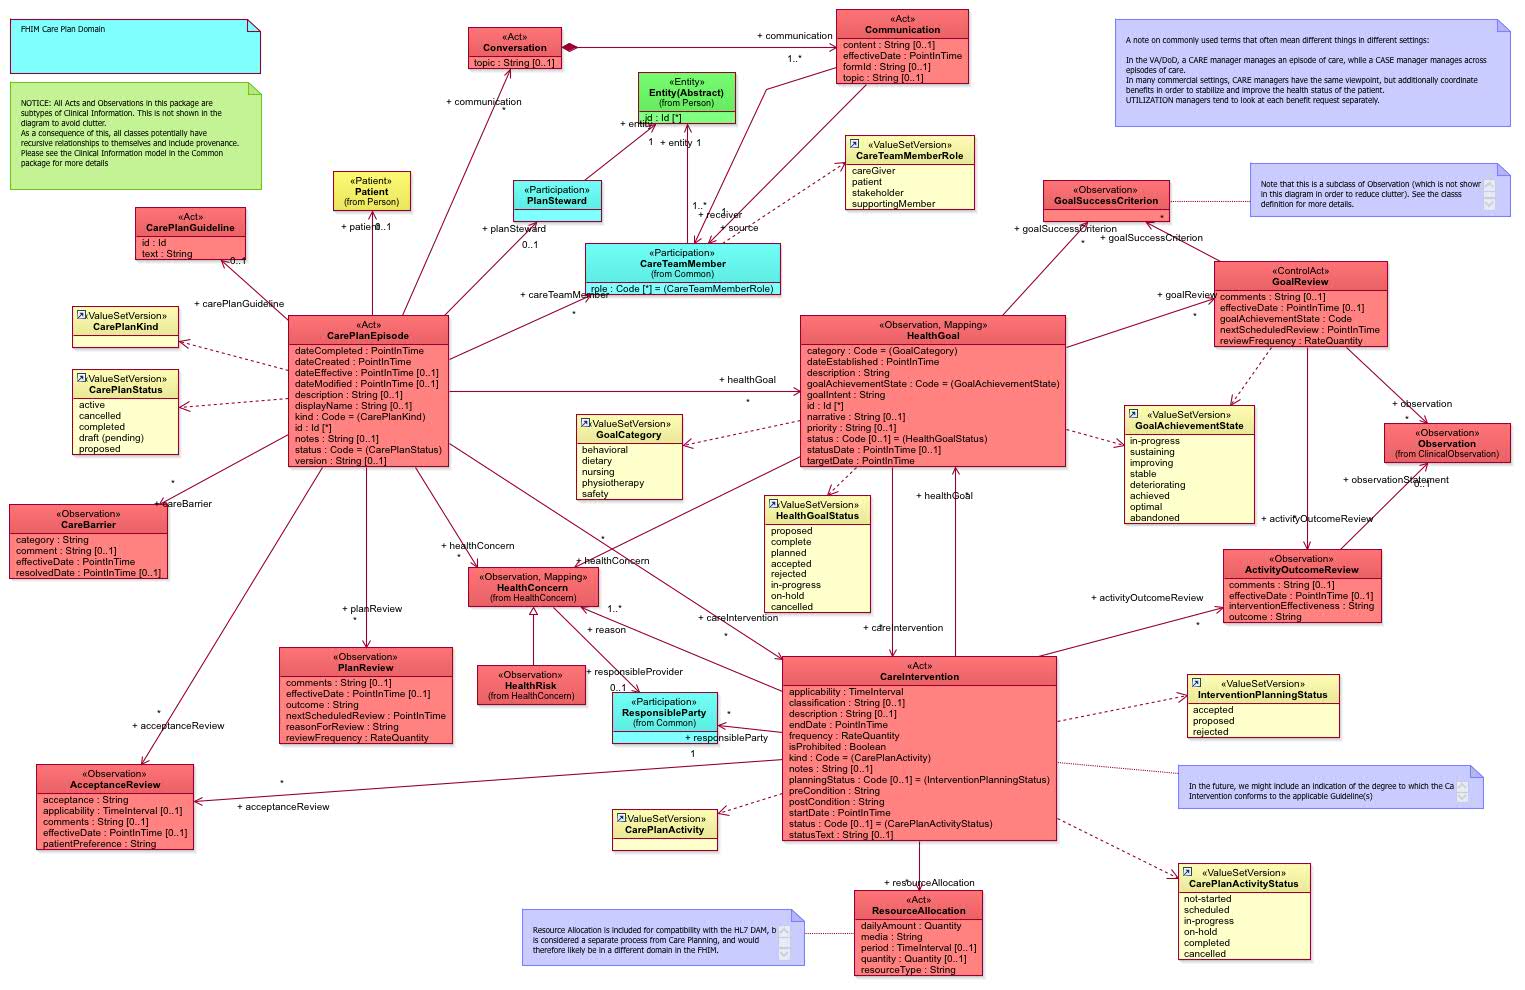 FHIM Care Plan Domain
NOTICE: All Acts and Observations in this package are
subtypes of Clinical Information. This is not shown in the
diagram to avoid clutter.
As a consequence of this, all classes potentially have
recursive relationships to themselves and include provenance.
Please see the Clinical Information model in the Common
package for more details
«Act»
Conversation
topic : String [0..1]
+ communication
1..*
«Act»
Communication
content : String [0..1]
effectiveDate : PointInTime
formId : String [0..1]
topic : String [0..1]
A note on commonly used terms that often mean different things in different settings:
In the VA/DoD, a CARE manager manages an episode of care, while a CASE manager manages across
episodes of care.
In many commercial settings, CARE managers have the same viewpoint, but additionally coordinate
benefits in order to stabilize and improve the health status of the patient.
UTILIZATION managers tend to look at each benefit request separately.
«Entity»
Entity(Abstract)
(from Person)
id : Id [*]
+ communication
*
+ entity
1
+ entity 1
«ValueSetVersion»
CareTeamMemberRole
careGiver
patient
stakeholder
supportingMember
«Patient»
Patient
(from Person)
+ patient
0..1
«Participation»
PlanSteward
+ planSteward
0..1
1..*
+ receiver
1
+ source
«Observation»
GoalSuccessCriterion
*
+ goalSuccessCriterion
*
+ goalSuccessCriterion
Note that this is a subclass of Observation (which is not shown
in this diagram in order to reduce clutter). See the classs
definition for more details.
«Act»
CarePlanGuideline
id : Id
text : String
0..1
+ carePlanGuideline
«Participation»
CareTeamMember
(from Common)
role : Code [*] = (CareTeamMemberRole)
+ careTeamMember
*
«ControlAct»
GoalReview
comments : String [0..1]
effectiveDate : PointInTime [0..1]
goalAchievementState : Code
nextScheduledReview : PointInTime
reviewFrequency : RateQuantity
+ goalReview
*
«ValueSetVersion»
CarePlanKind
«ValueSetVersion»
CarePlanStatus
active
cancelled
completed
draft (pending)
proposed
«Act»
CarePlanEpisode
dateCompleted : PointInTime
dateCreated : PointInTime
dateEffective : PointInTime [0..1]
dateModified : PointInTime [0..1]
description : String [0..1]
displayName : String [0..1]
kind : Code = (CarePlanKind)
id : Id [*]
notes : String [0..1]
status : Code = (CarePlanStatus)
version : String [0..1]
+ healthGoal
*
«Observation, Mapping»
HealthGoal
category : Code = (GoalCategory)
dateEstablished : PointInTime
description : String
goalAchievementState : Code = (GoalAchievementState)
goalIntent : String
id : Id [*]
narrative : String [0..1]
priority : String [0..1]
status : Code [0..1] = (HealthGoalStatus)
statusDate : PointInTime [0..1]
targetDate : PointInTime
«ValueSetVersion»
GoalCategory
behavioral
dietary
nursing
physiotherapy
safety
«ValueSetVersion»
GoalAchievementState
in-progress
sustaining
improving
stable
deteriorating
achieved
optimal
abandoned
+ observation
*
«Observation»
Observation
(from ClinicalObservation)
+ observationStatement
0..1
*
+ activityOutcomeReview
«ValueSetVersion»
HealthGoalStatus
proposed
complete
planned
accepted
rejected
in-progress
on-hold
cancelled
+ healthGoal
*
*
+ careBarrier
«Observation»
CareBarrier
category : String
comment : String [0..1]
effectiveDate : PointInTime
resolvedDate : PointInTime [0..1]
+ healthConcern
*
*
+ healthConcern
«Observation, Mapping»
HealthConcern
(from HealthConcern)
«Observation»
ActivityOutcomeReview
comments : String [0..1]
effectiveDate : PointInTime [0..1]
interventionEffectiveness : String
outcome : String
+ activityOutcomeReview
*
+ planReview
*
1..*
+ reason
+ careIntervention
*
*
+ careIntervention
«Observation»
PlanReview
comments : String [0..1]
effectiveDate : PointInTime [0..1]
outcome : String
nextScheduledReview : PointInTime
reasonForReview : String
reviewFrequency : RateQuantity
«Observation»
HealthRisk
(from HealthConcern)
+ responsibleProvider
0..1
«Participation»
ResponsibleParty
(from Common)
*
+ responsibleParty
1
«Act»
CareIntervention
applicability : TimeInterval
classification : String [0..1]
description : String [0..1]
endDate : PointInTime
frequency : RateQuantity
isProhibited : Boolean
kind : Code = (CarePlanActivity)
notes : String [0..1]
planningStatus : Code [0..1] = (InterventionPlanningStatus)
preCondition : String
postCondition : String
startDate : PointInTime
status : Code [0..1] = (CarePlanActivityStatus)
statusText : String [0..1]
«ValueSetVersion»
InterventionPlanningStatus
accepted
proposed
rejected
*
+ acceptanceReview
«Observation»
AcceptanceReview
acceptance : String
applicability : TimeInterval [0..1]
comments : String [0..1]
effectiveDate : PointInTime [0..1]
patientPreference : String
*
+ acceptanceReview
In the future, we might include an indication of the degree to which the Ca
Intervention conforms to the applicable Guideline(s)
«ValueSetVersion»
CarePlanActivity
«ValueSetVersion»
CarePlanActivityStatus
not-started
scheduled
in-progress
on-hold
completed
cancelled
*
+ resourceAllocation
«Act»
ResourceAllocation
dailyAmount : Quantity
media : String
period : TimeInterval [0..1]
quantity : Quantity [0..1]
resourceType : String
Resource Allocation is included for compatibility with the HL7 DAM, b
is considered a separate process from Care Planning, and would
therefore likely be in a different domain in the FHIM.